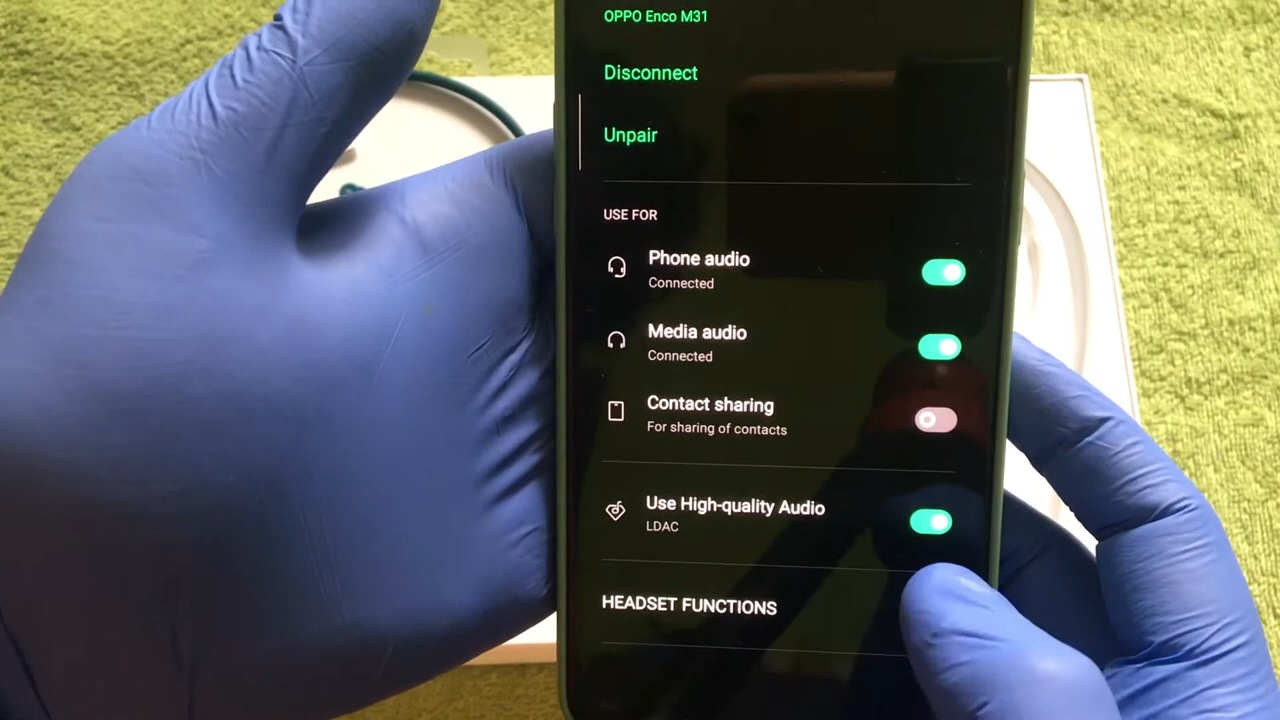 OPPO Enco M31
Disconnect
Unpair
USE FOR
Phone audio
Connected
Media audio
Connected
Contact sharing
For sharing of contacts
Use High-quality Audio
LDAC
HEADSET FUNCTIONS